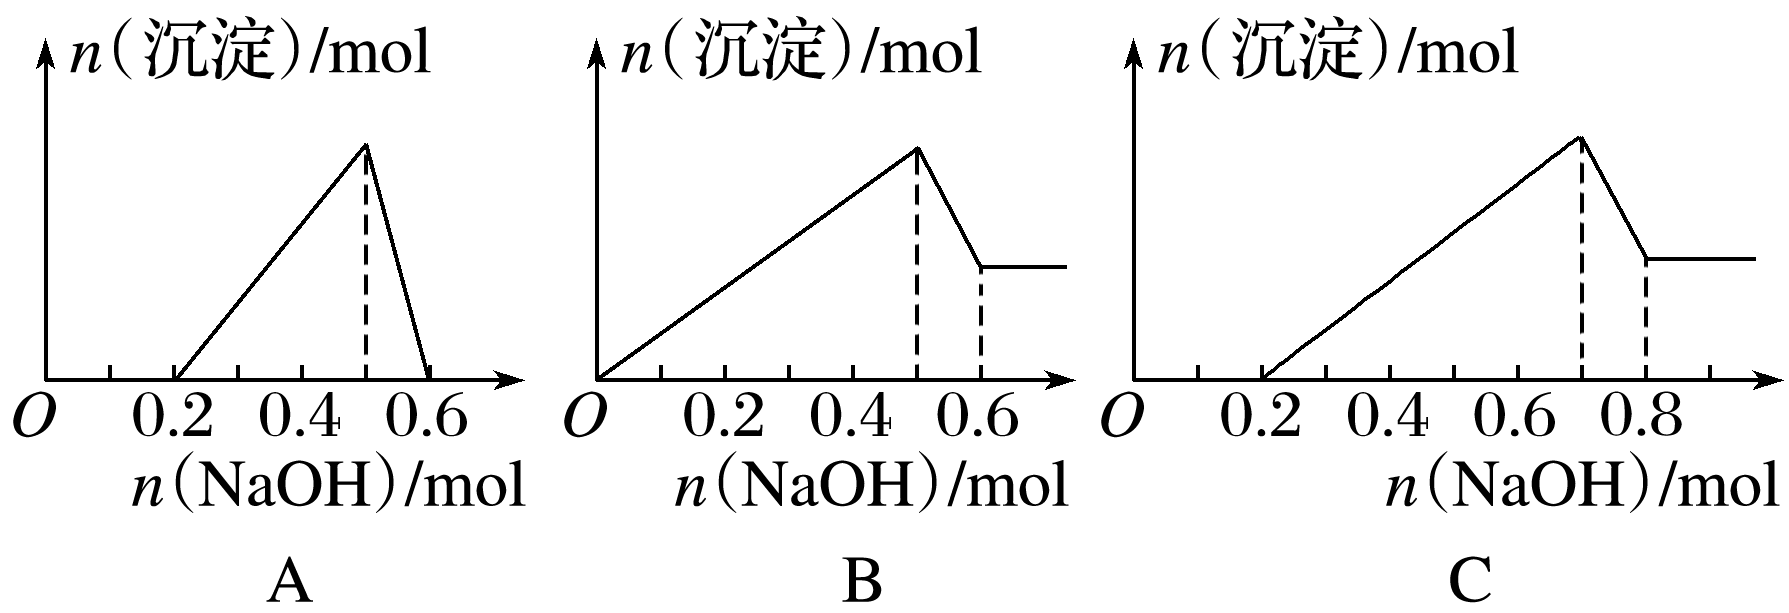 n(沉淀)/mol
O 0.2 0.4 0.6
n(NaOH)/mol
A
n(沉淀)/mol
O 0.2 0.4 0.6
n(NaOH)/mol
B
n(沉淀)/mol
O 0.2 0.4 0.6 0.8
n(NaOH)/mol
C